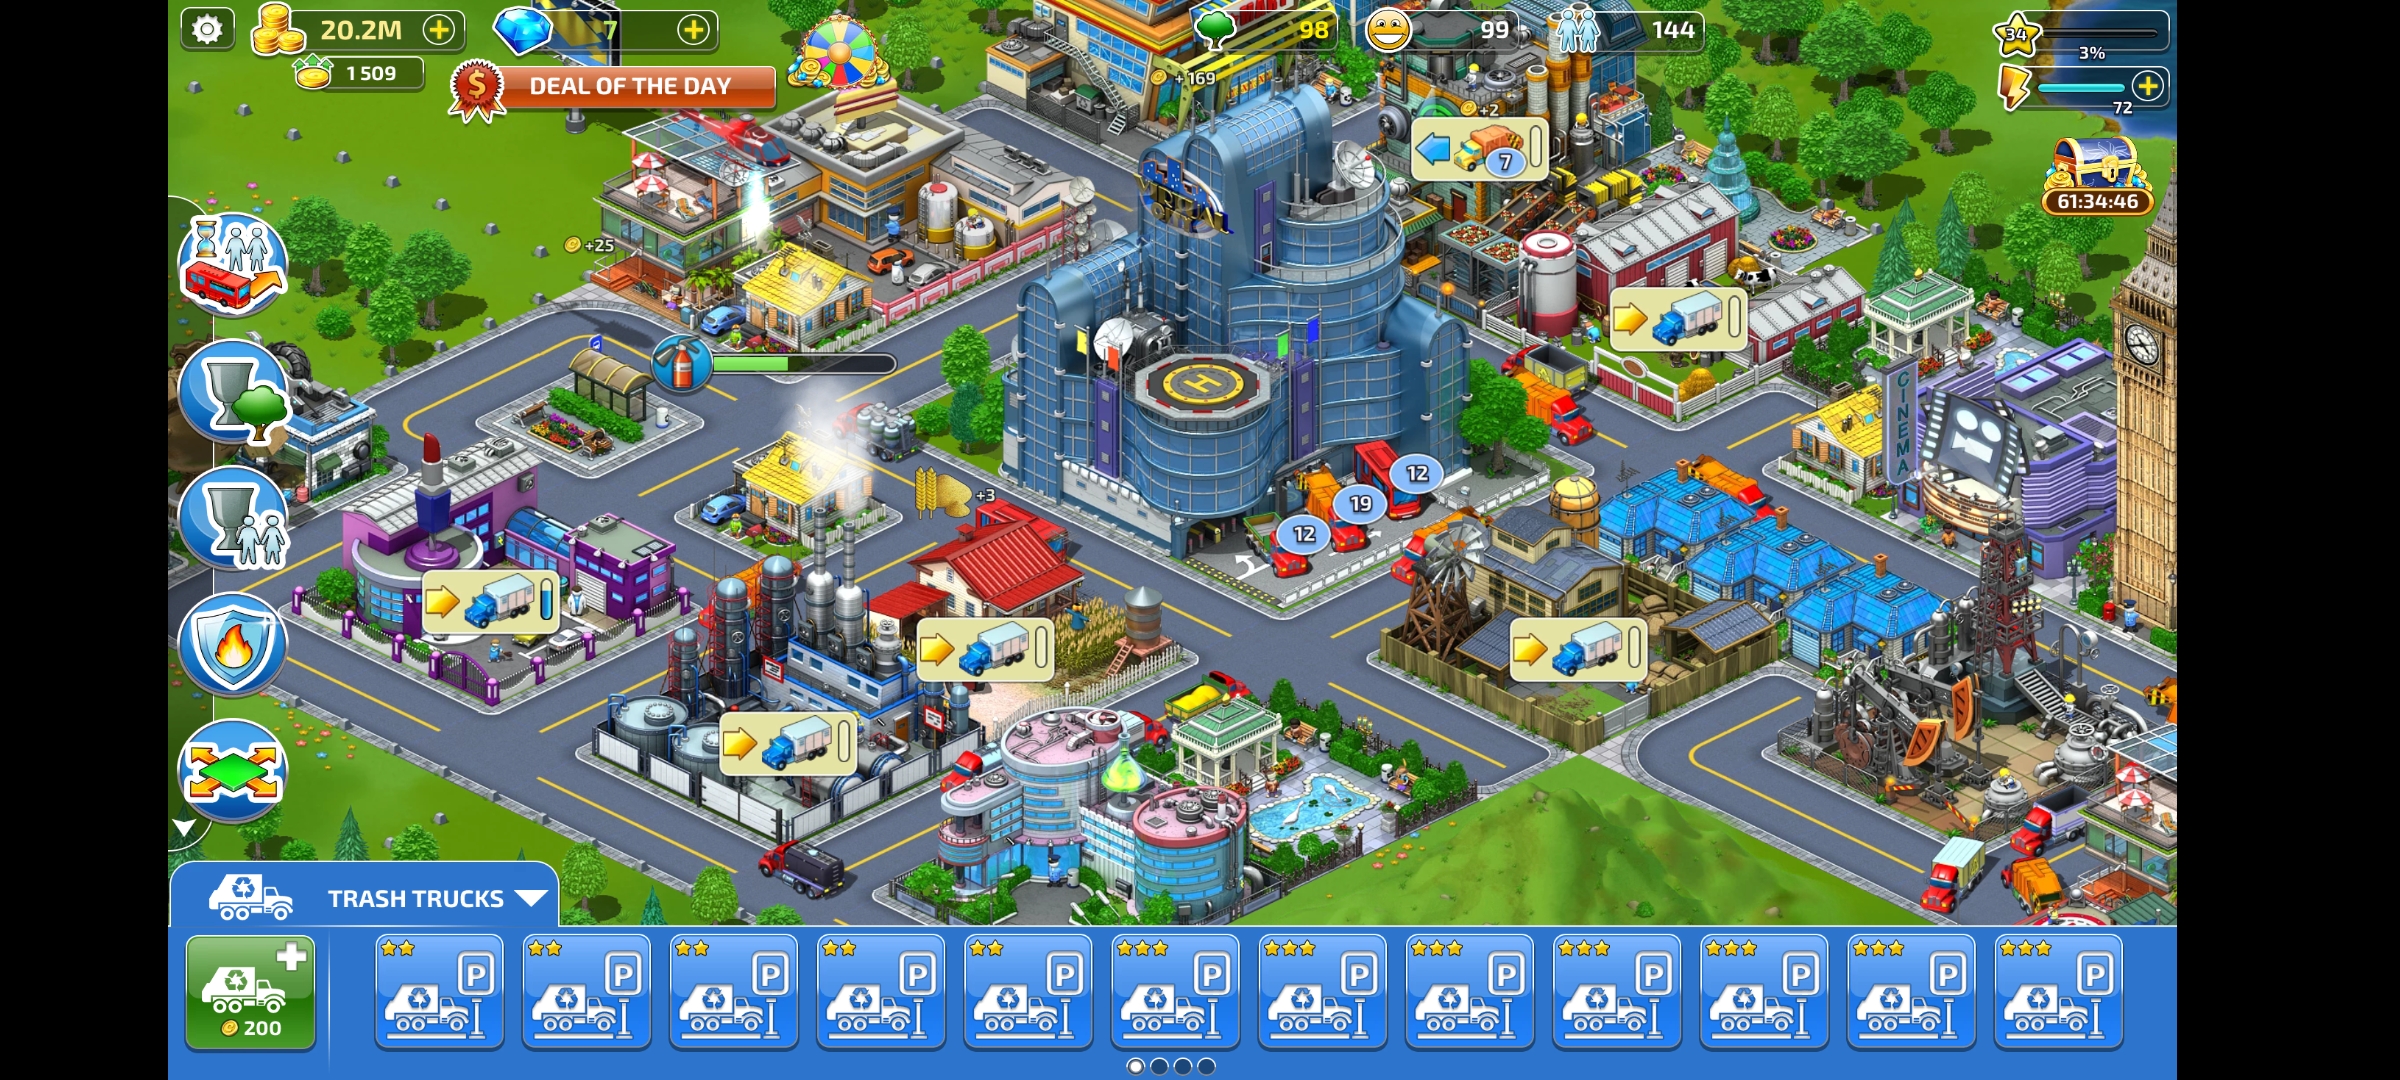 20.2M
7
98
99
144
34
3%
1 509
DEAL OF THE DAY
+169
+2
72
7
61:34:46
+25
CINEMA
H
12
19
12
+3
TRASH TRUCKS
200
P
P
P
P
P
P
P
P
P
P
P
P